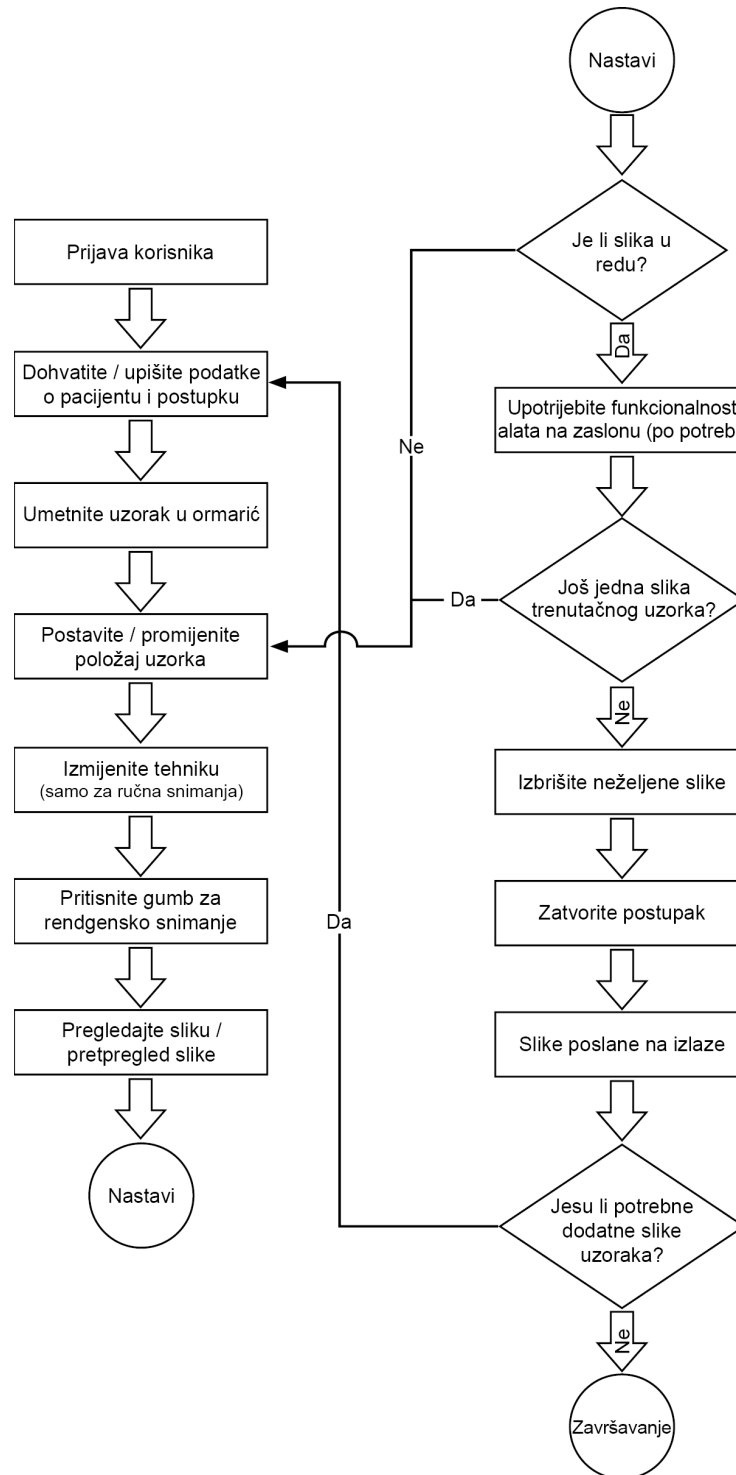 Prijava korisnika
Dohvatite / upišite podatke
o pacijentu i postupku
Umetnite uzorak u ormarić
Postavite / promijenite
položaj uzorka
Izmijenite tehniku
(samo za ručna snimanja)
Pritisnite gumb za
rendgensko snimanje
Pregledajte sliku /
pretpregled slike
Nastavi
Nastavi
Je li slika u
redu?
Ne
Da
Upotrijebite funkcionalnost
alata na zaslonu (po
Još jedna slika
trenutačnog uzorka?
Da
Ne
Izbrišite neželjene slike
Zatvorite postupak
Slike poslane na izlaze
Jesu li potrebne
dodatne slike
uzoraka?
Da
Ne
Završavanje